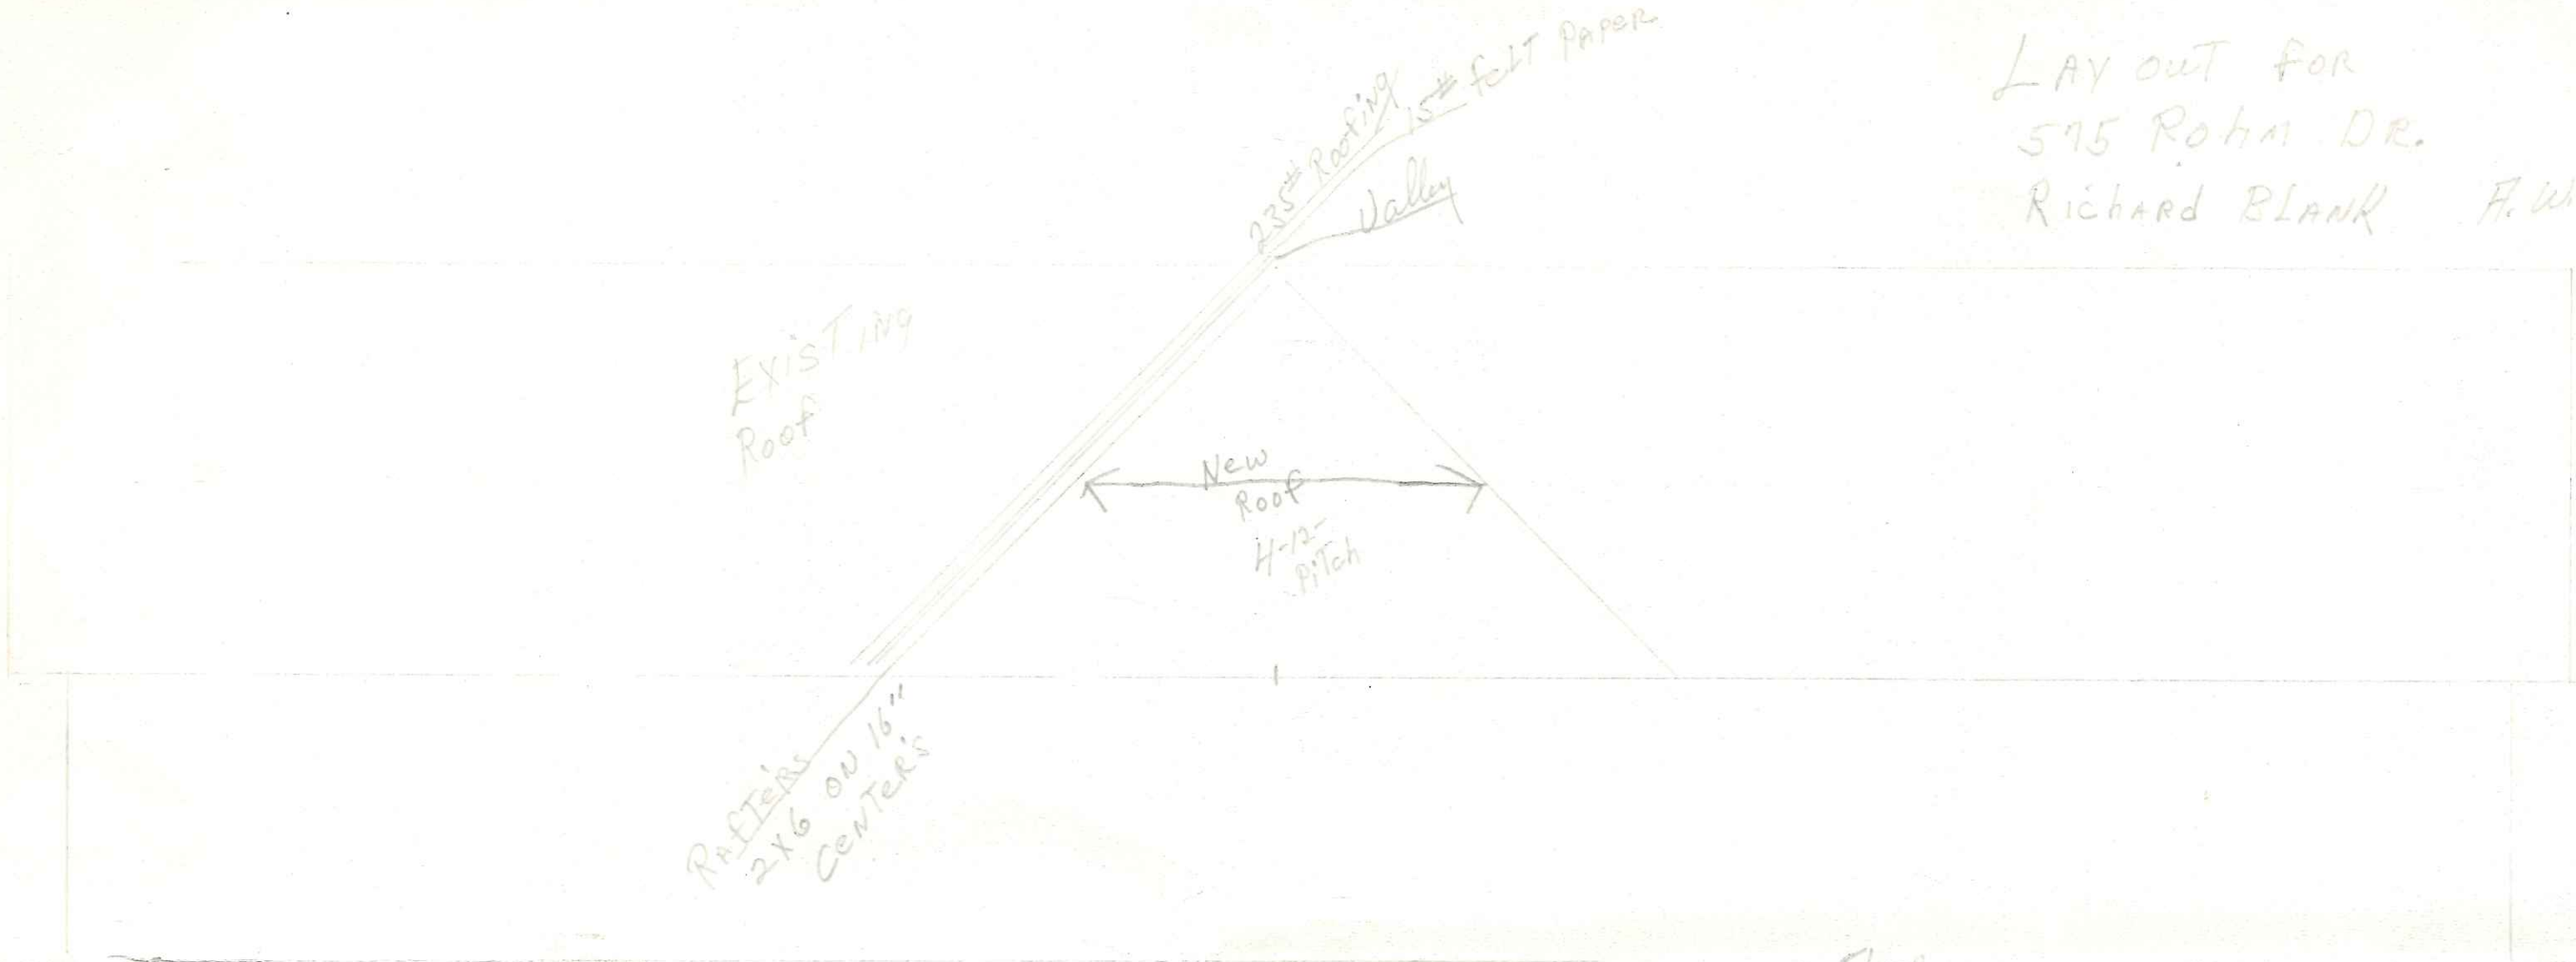 LAY OUT FOR
575 Rohm DR.
RichARd BLANK A.W.
235# Roofing
15# felT PAPeR
Valley
ExisTiNg
Roof
New
Roof
4-12-
PiTch
RAfTeRs
2X6 ON 16"
CeNTeR's